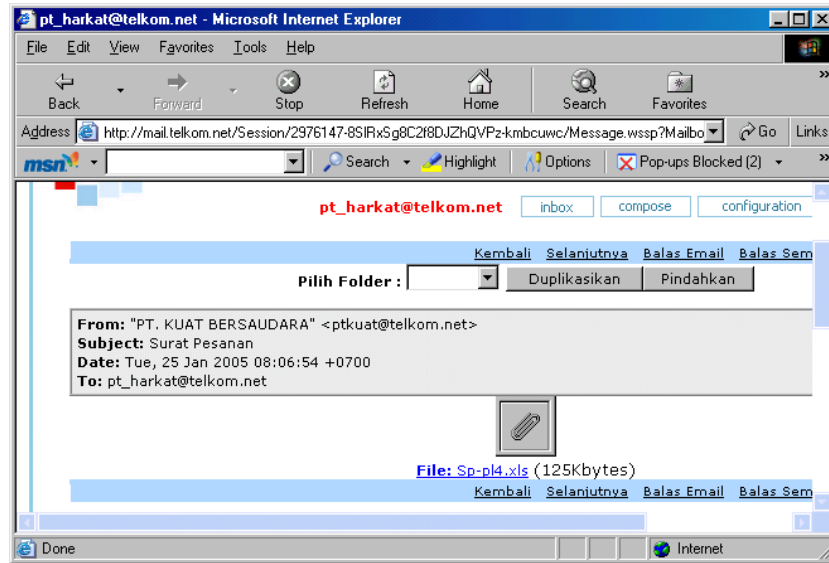 pt_harkat@telkom.net - Microsoft Internet Explorer
File Edit View Favorites Tools Help
Back Forward Stop Refresh Home Search Favorites »
Address http://mail.telkom.net/Session/2976147-8SIRxSg8C2f8DJZhQVPz-kmbcuwc/Message.wssp?Mailbo Go Links
msn Search Highlight Options Pop-ups Blocked (2) »
pt_harkat@telkom.net inbox compose configuration
Kembali Selanjutnya Balas Email Balas Sem
Pilih Folder : Duplikasikan Pindahkan
From: "PT. KUAT BERSAUDARA" <ptkuat@telkom.net>
Subject: Surat Pesanan
Date: Tue, 25 Jan 2005 08:06:54 +0700
To: pt_harkat@telkom.net
File: Sp-pl4.xls (125Kbytes)
Kembali Selanjutnya Balas Email Balas Sem
Done Internet